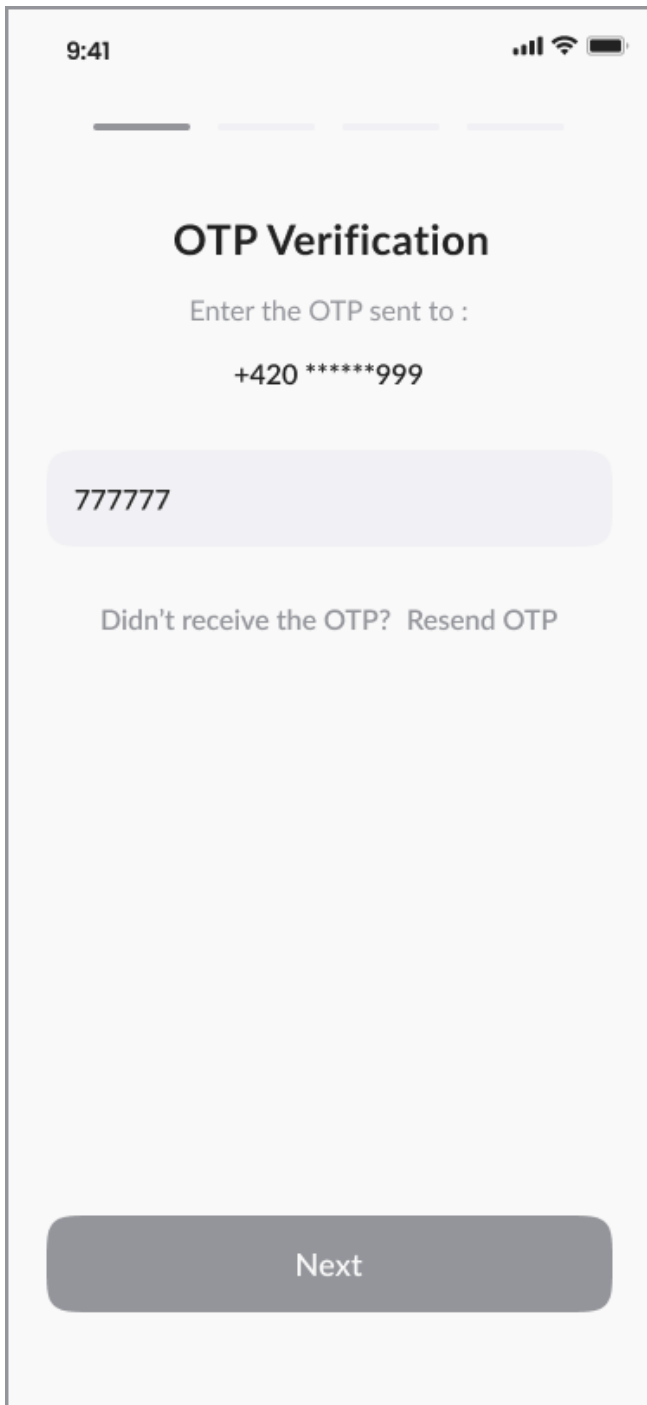 9:41
OTP Verification
Enter the OTP sent to :
+420 ******999
777777
Didn't receive the OTP? Resend OTP
Next